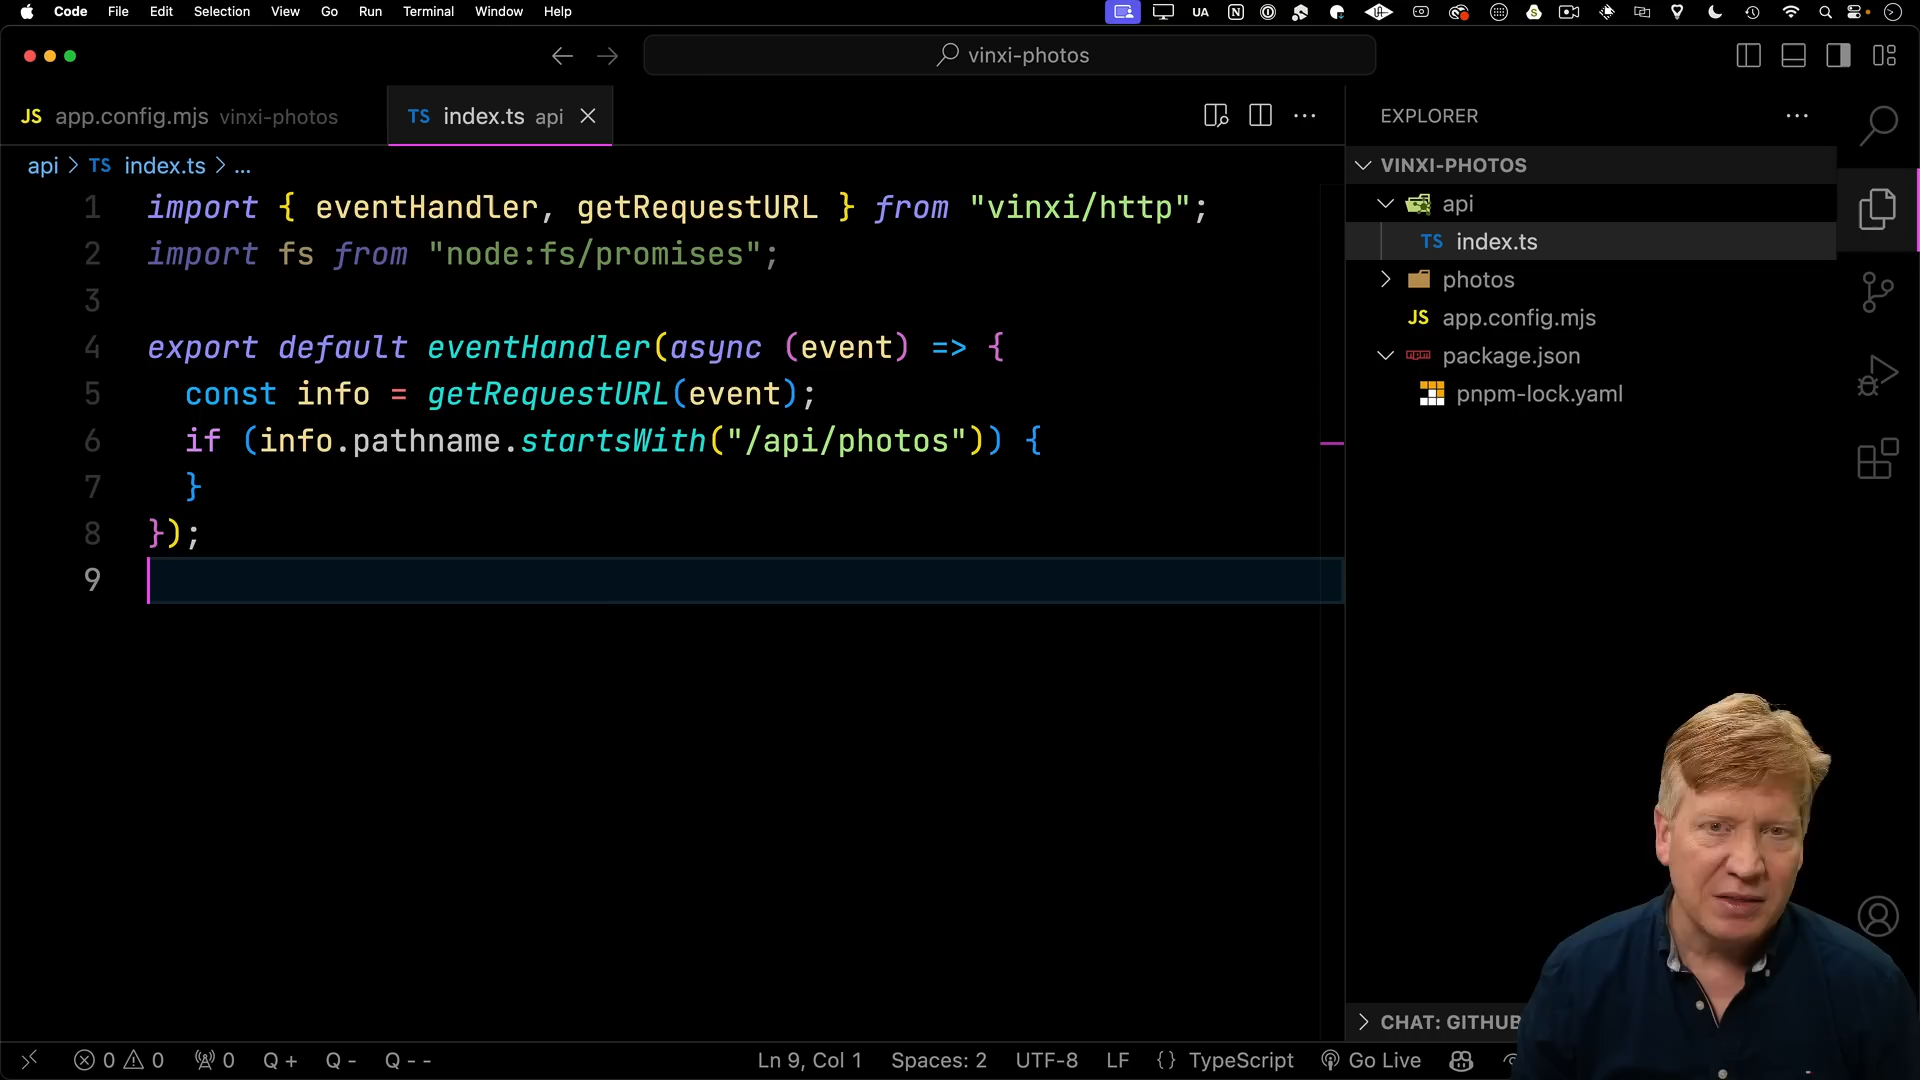 Code File Edit Selection View Go Run Terminal Window Help
UA
vinxi-photos
JS app.config.mjs vinxi-photos
TS index.ts api
EXPLORER
api > TS index.ts > ...
VINXI-PHOTOS
api
TS index.ts
photos
JS app.config.mjs
package.json
pnpm-lock.yaml
1 import { eventHandler, getRequestURL } from "vinxi/http";
2 import fs from "node:fs/promises";
3
4 export default eventHandler(async (event) => {
5 const info = getRequestURL(event);
6 if (info.pathname.startsWith("/api/photos")) {
7 }
8 });
9
CHAT: GITHUB
0 0 0 Q + Q - Q - - Ln 9, Col 1 Spaces: 2 UTF-8 LF {} TypeScript Go Live